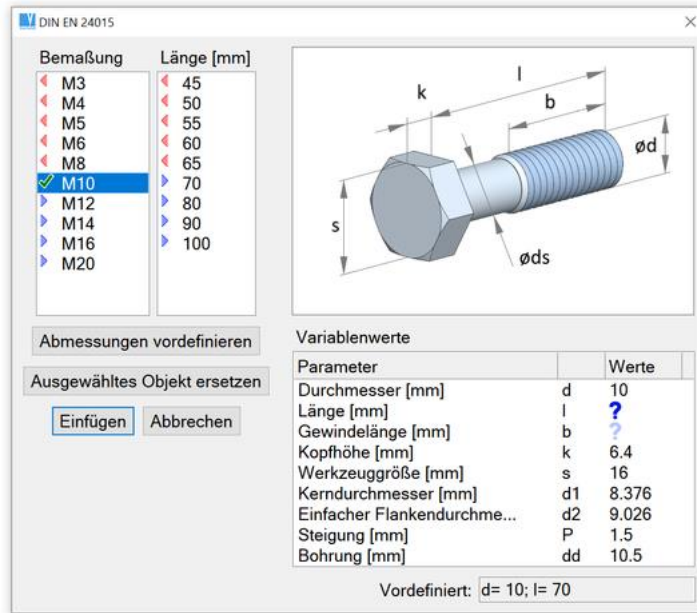 DIN EN 24015
Bemaßung
M3
M4
M5
M6
M8
M10
M12
M14
M16
M20
Länge [mm]
45
50
55
60
65
70
80
90
100
k
l
b
ød
s
øds
Abmessungen vordefinieren
Ausgewähltes Objekt ersetzen
Einfügen Abbrechen
Variablenwerte
Parameter Werte
Durchmesser [mm] d 10
Länge [mm] l ?
Gewindelänge [mm] b ?
Kopfhöhe [mm] k 6.4
Werkzeuggröße [mm] s 16
Kerndurchmesser [mm] d1 8.376
Einfacher Flankendurchme... d2 9.026
Steigung [mm] P 1.5
Bohrung [mm] dd 10.5
Vordefiniert: d= 10; l= 70